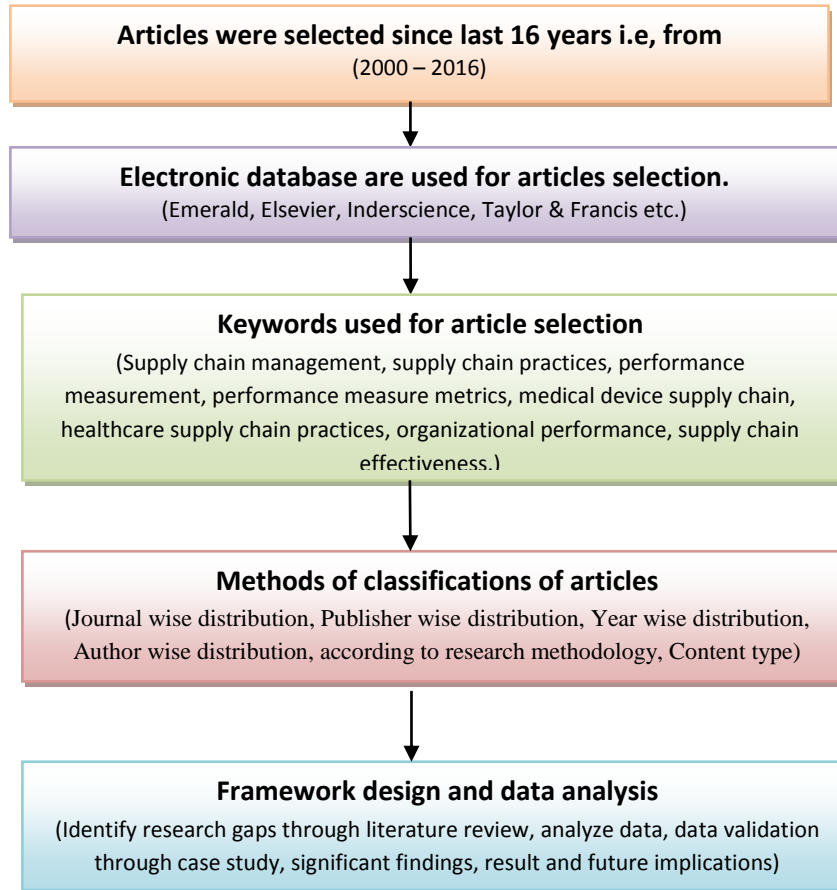 Articles were selected since last 16 years i.e, from
(2000 – 2016)
Electronic database are used for articles selection.
(Emerald, Elsevier, Inderscience, Taylor & Francis etc.)
Keywords used for article selection
(Supply chain management, supply chain practices, performance
measurement, performance measure metrics, medical device supply chain,
healthcare supply chain practices, organizational performance, supply chain
effectiveness.)
Methods of classifications of articles
(Journal wise distribution, Publisher wise distribution, Year wise distribution,
Author wise distribution, according to research methodology, Content type)
Framework design and data analysis
(Identify research gaps through literature review, analyze data, data validation
through case study, significant findings, result and future implications)